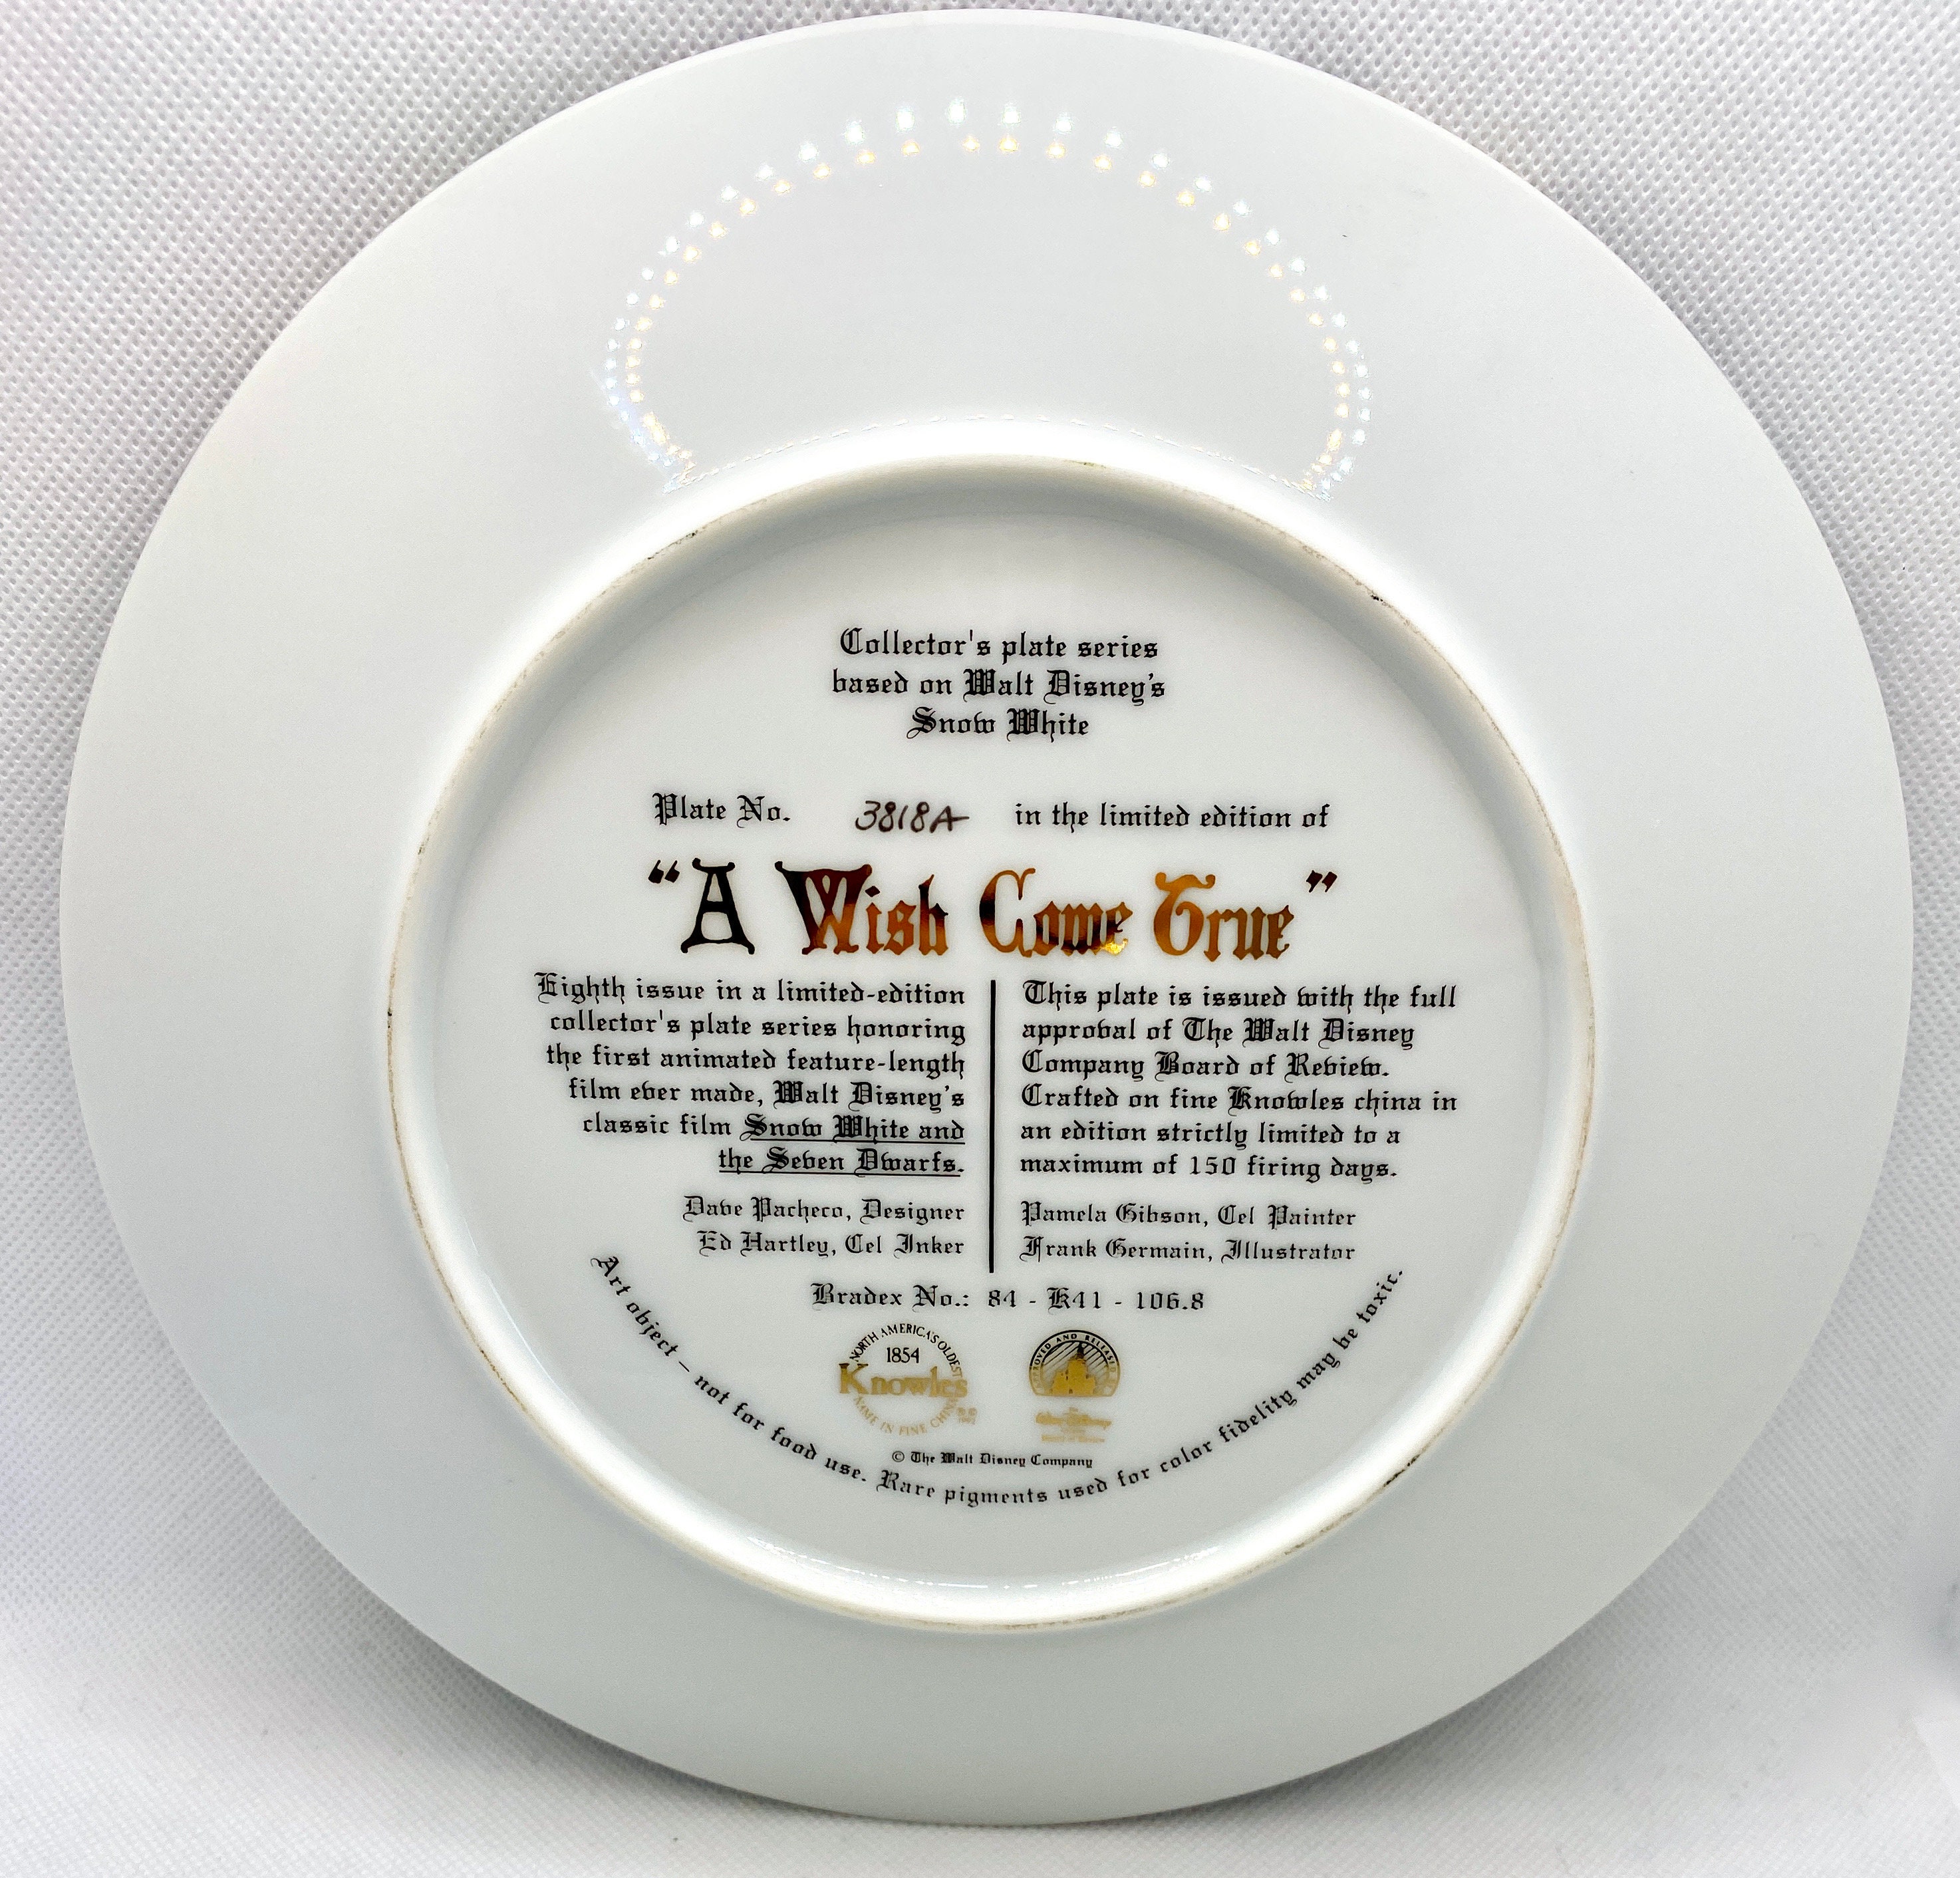 Collector's plate series
based on Walt Disney's
Snow White
Plate No. 3818A in the limited edition of
“A Wish Come True”
Eighth issue in a limited-edition
collector's plate series honoring
the first animated feature-length
film ever made, Walt Disney's
classic film Snow White and
the Seven Dwarfs.
Dave Pacheco, Designer
Ed Hartley, Cel Inker
This plate is issued with the full
approval of The Walt Disney
Company Board of Review.
Crafted on fine Knowles china in
an edition strictly limited to a
maximum of 150 firing days.
Pamela Gibson, Cel Painter
Frank Germain, Illustrator
Bradex No.: 84 - K41 - 106.8
NORTH AMERICA'S OLDEST
1854
Knowles
NAME IN FINE CHINA
AND
© The Walt Disney Company
Art object – not for food use. Rare pigments used for color fidelity may be toxic.